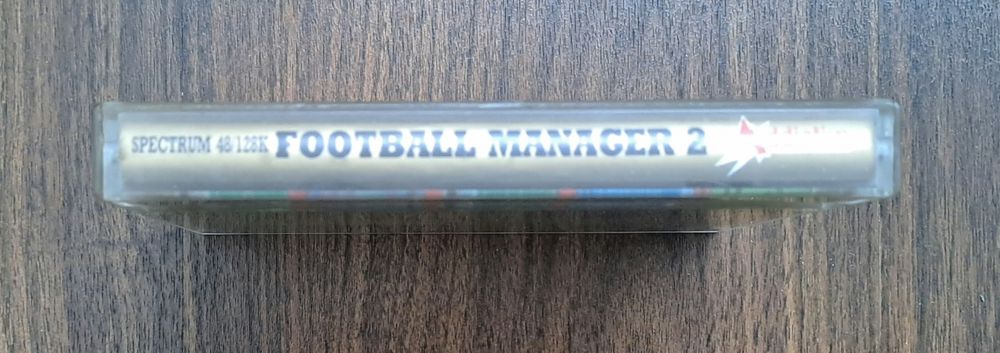 SPECTRUM 48/128K FOOTBALL MANAGER 2